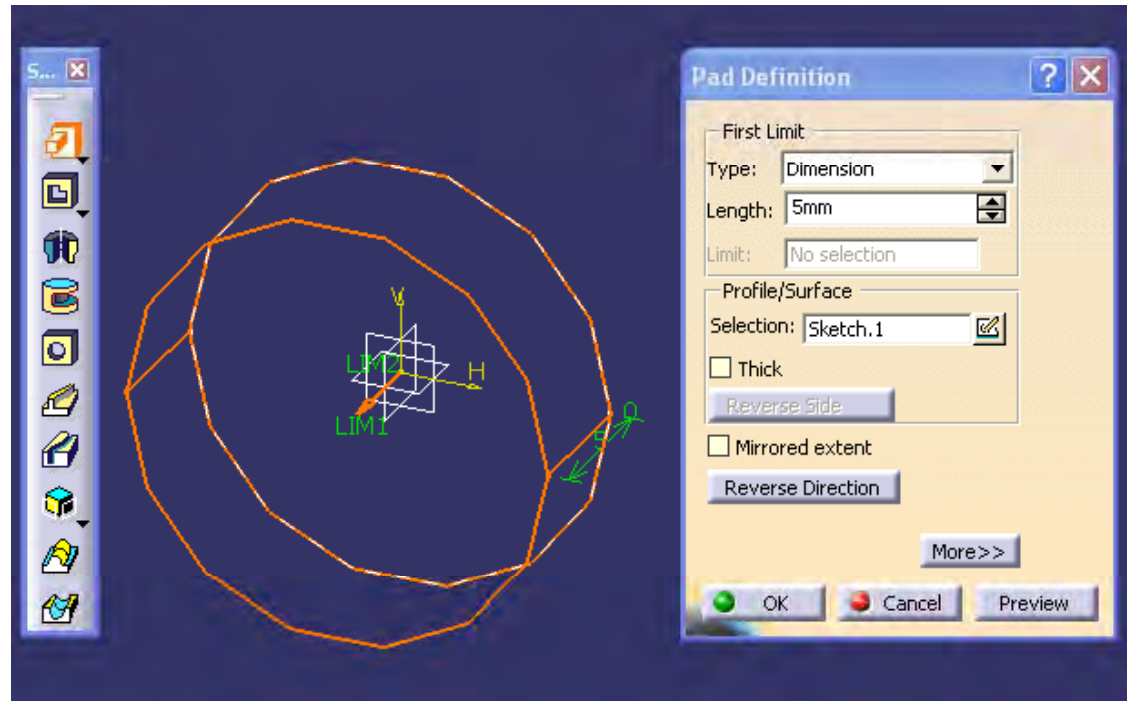 S...
Pad Definition
First Limit
Type: Dimension
Length: 5mm
Limit: No selection
Profile/Surface
Selection: Sketch.1
Thick
Reverse Side
Mirrored extent
Reverse Direction
More>>
OK Cancel Preview
V
LIM2
H
LIM1
5
0